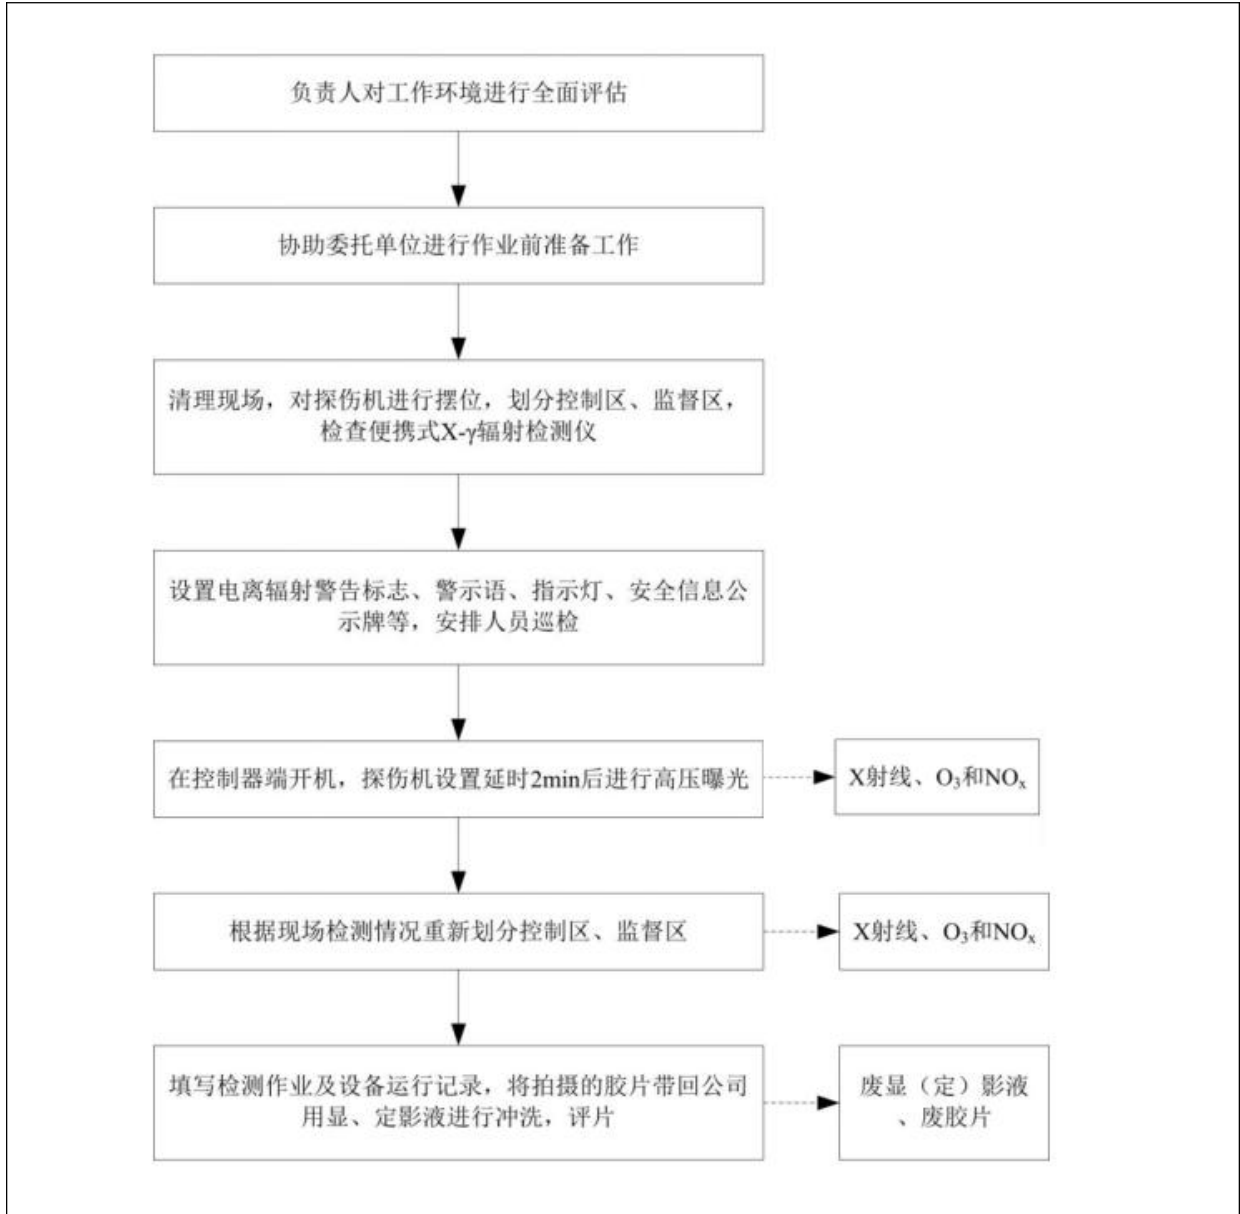 负责人对工作环境进行全面评估
协助委托单位进行作业前准备工作
清理现场，对探伤机进行摆位，划分控制区、监督区，
检查便携式X-γ辐射检测仪
设置电离辐射警告标志、警示语、指示灯、安全信息公
示牌等，安排人员巡检
在控制器端开机，探伤机设置延时2min后进行高压曝光
X射线、O₃和NOₓ
根据现场检测情况重新划分控制区、监督区
X射线、O₃和NOₓ
填写检测作业及设备运行记录，将拍摄的胶片带回公司
用显、定影液进行冲洗，评片
废显（定）影液
、废胶片